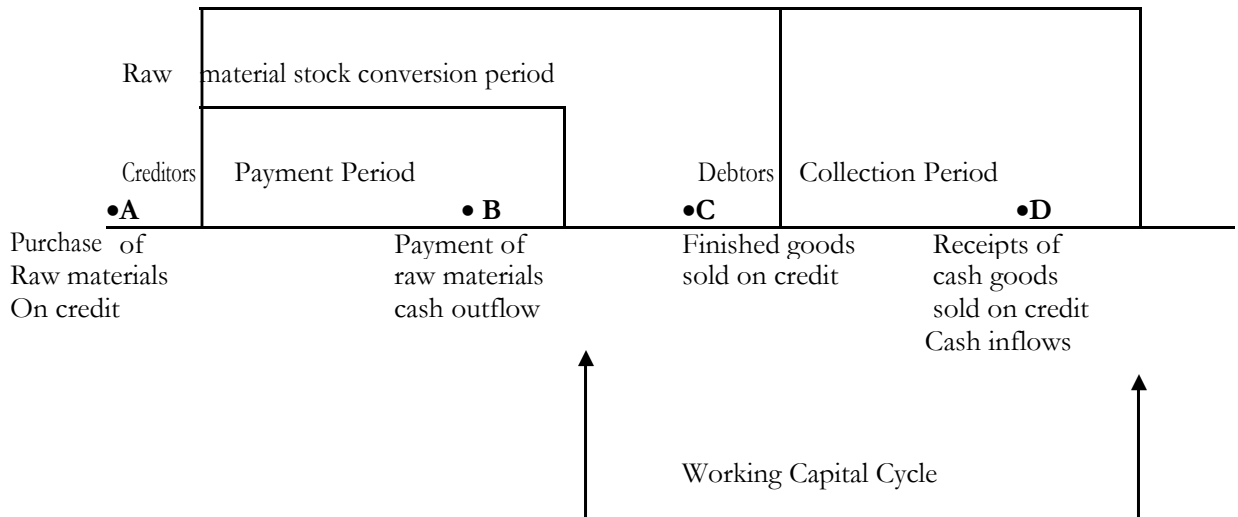 Raw material stock conversion period
Creditors Payment Period Debtors Collection Period
•A • B •C •D
Purchase of Payment of Finished goods Receipts of
Raw materials raw materials sold on credit cash goods
On credit cash outflow sold on credit
Cash inflows
Working Capital Cycle